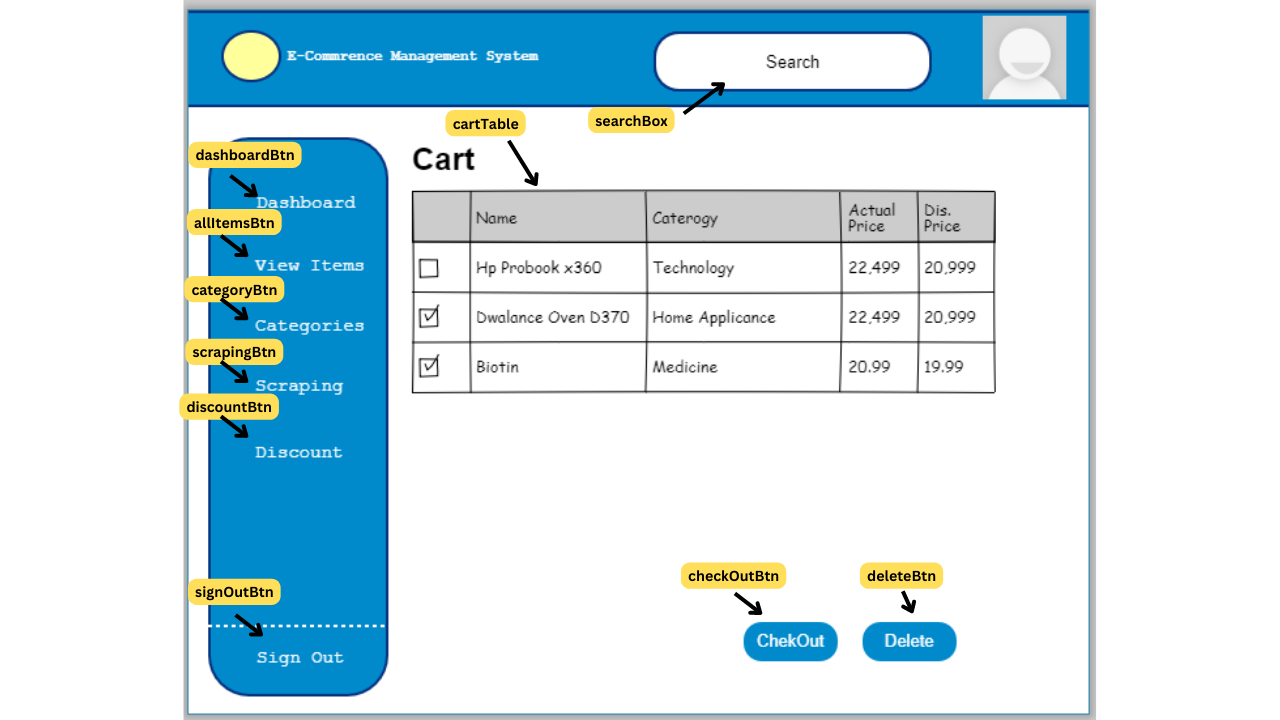 E-Commrence Management System
Search
searchBox
cartTable
Cart
dashboardBtn
Dashboard
allItemsBtn
View Items
categoryBtn
Categories
scrapingBtn
Scraping
discountBtn
Discount
signOutBtn
Sign Out
Name Caterogy Actual Price Dis. Price
Hp Probook x360 Technology 22,499 20,999
Dwalance Oven D370 Home Applicance 22,499 20,999
Biotin Medicine 20.99 19.99
checkOutBtn deleteBtn
ChekOut Delete